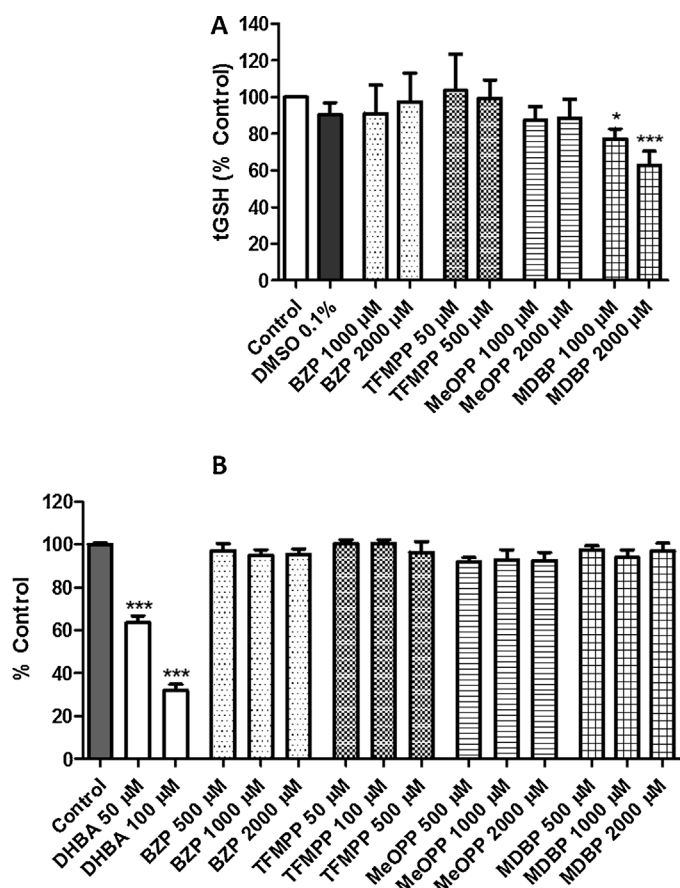 A
tGSH (% Control)
140
120
100
80
60
40
20
0
*
***
Control
DMSO 0.1%
BZP 1000 µM
BZP 2000 µM
TFMPP 50 µM
TFMPP 500 µM
MeOPP 1000 µM
MeOPP 2000 µM
MDBP 1000 µM
MDBP 2000 µM
B
% Control
120
100
80
60
40
20
0
***
***
Control
DHBA 50 µM
DHBA 100 µM
BZP 500 µM
BZP 1000 µM
BZP 2000 µM
TFMPP 50 µM
TFMPP 100 µM
TFMPP 500 µM
MeOPP 500 µM
MeOPP 1000 µM
MeOPP 2000 µM
MDBP 500 µM
MDBP 1000 µM
MDBP 2000 µM